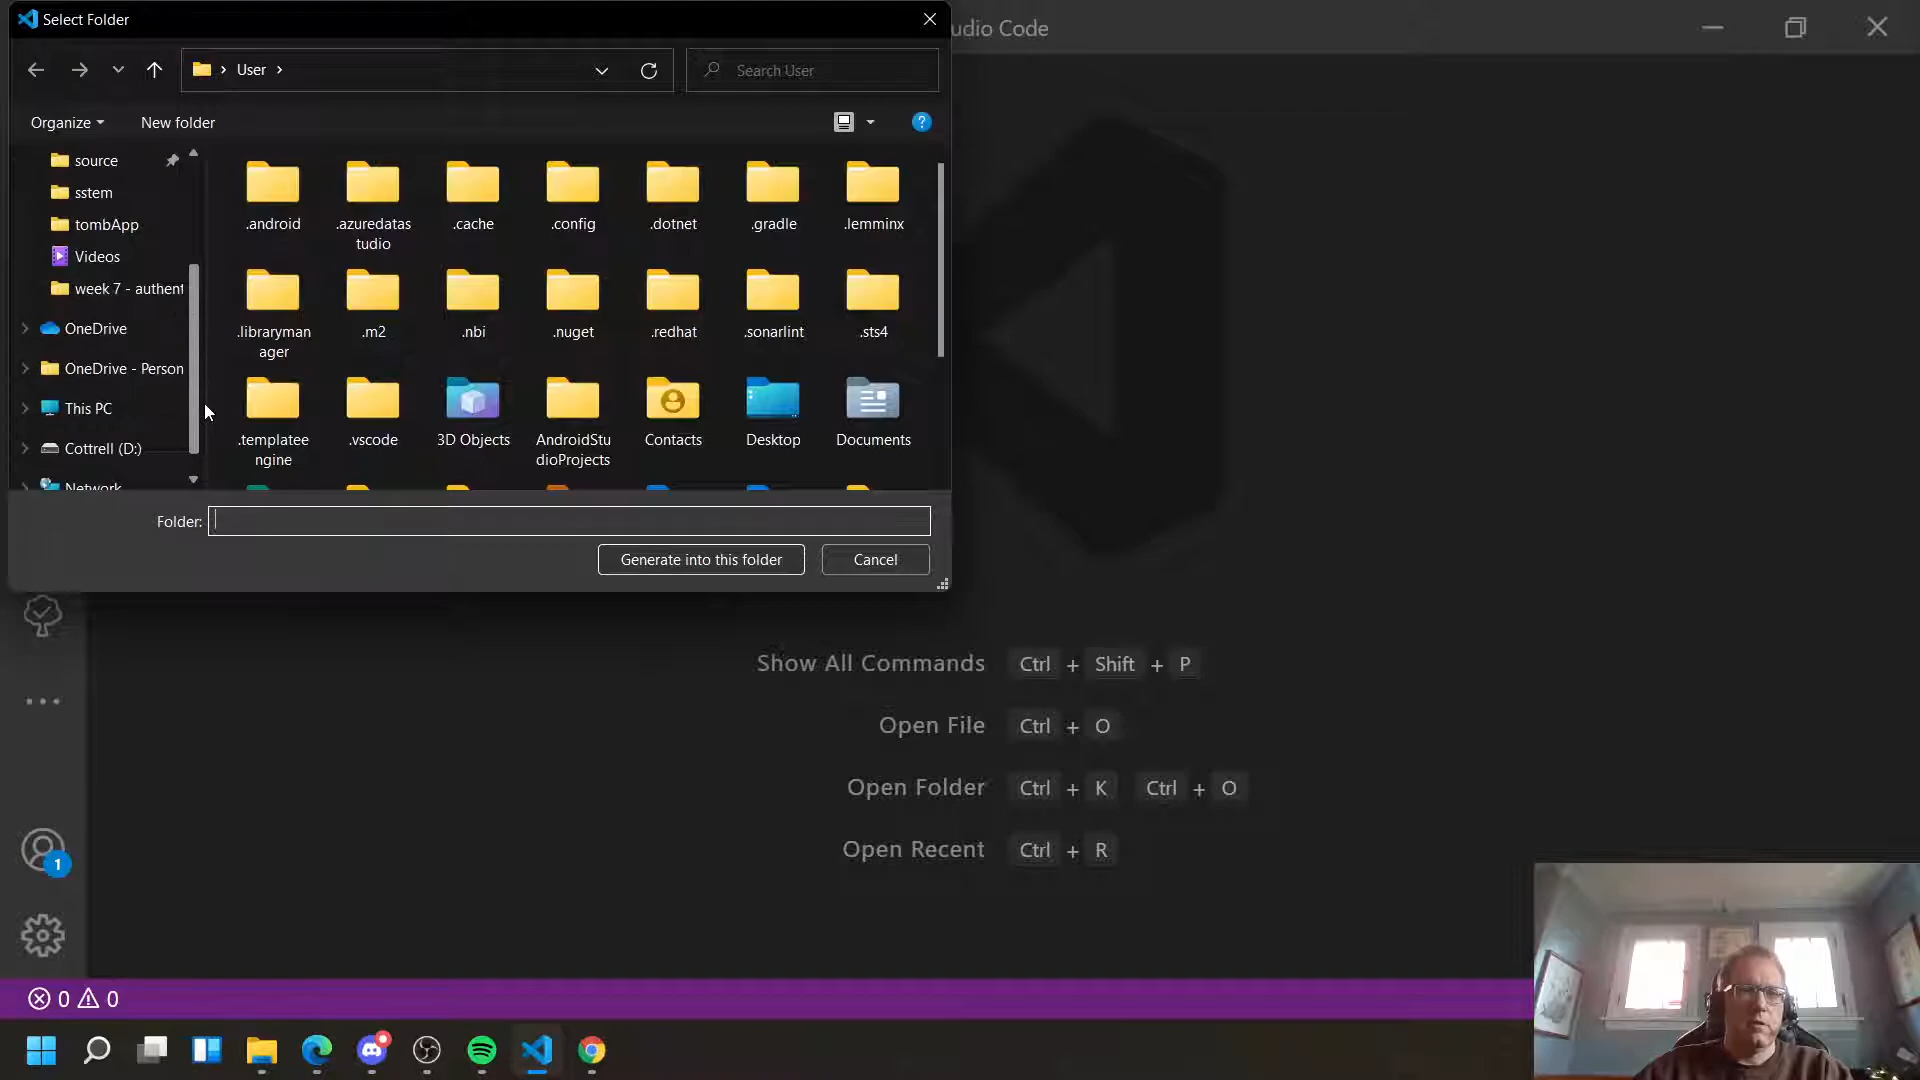 Select Folder
udio Code
User
Search User
Organize
New folder
source
sstem
tombApp
Videos
week 7 - authent
OneDrive
OneDrive - Person
This PC
Cottrell (D:)
Network
.android
.azuredatas
tudio
.cache
.config
.dotnet
.gradle
.lemminx
.libraryman
ager
.m2
.nbi
.nuget
.redhat
.sonarlint
.sts4
.templatee
ngine
.vscode
3D Objects
AndroidStu
dioProjects
Contacts
Desktop
Documents
Folder:
Generate into this folder
Cancel
Show All Commands Ctrl + Shift + P
Open File Ctrl + O
Open Folder Ctrl + K Ctrl + O
Open Recent Ctrl + R
1
0 0